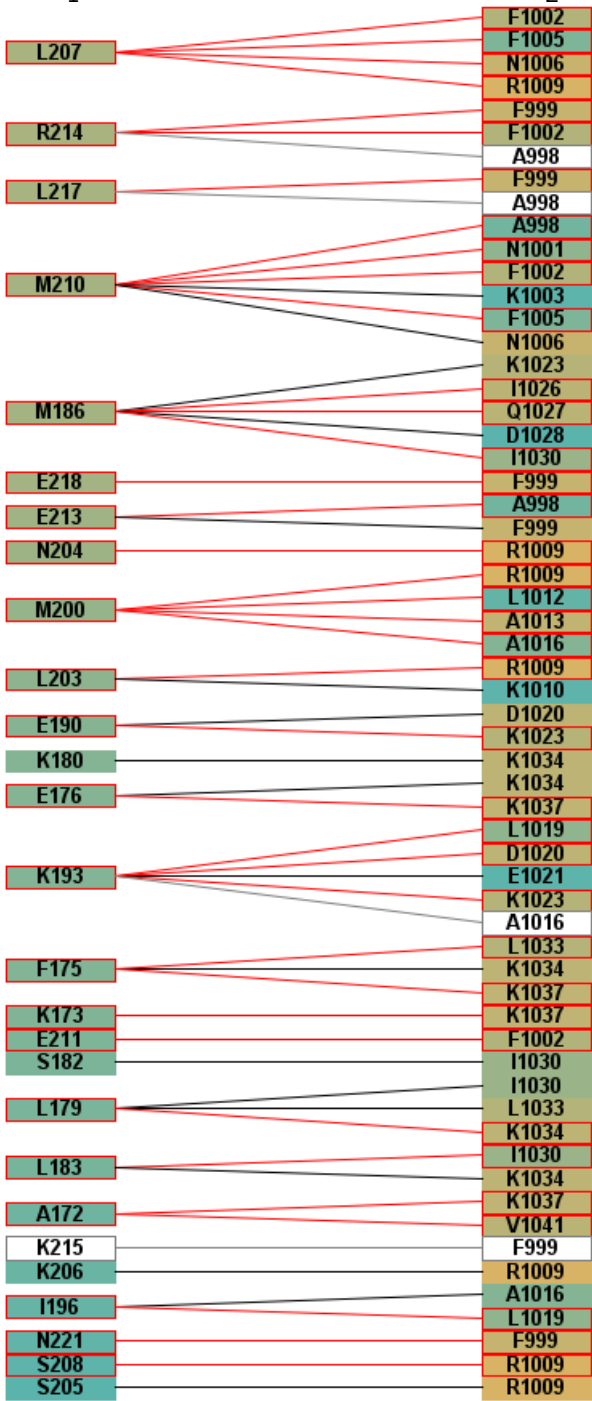 F1002
L207 F1005
N1006
R1009
F999
R214 F1002
A998
L217 F999
A998
A998
N1001
M210 F1002
K1003
F1005
N1006
K1023
I1026
M186 Q1027
D1028
I1030
E218 F999
E213 A998
F999
N204 R1009
R1009
M200 L1012
A1013
A1016
L203 R1009
K1010
E190 D1020
K1023
K180 K1034
E176 K1034
K1037
L1019
D1020
K193 E1021
K1023
A1016
L1033
F175 K1034
K1037
K173 K1037
E211 F1002
S182 I1030
I1030
L179 L1033
K1034
L183 I1030
K1034
A172 K1037
V1041
K215 F999
K206 R1009
I196 A1016
L1019
N221 F999
S208 R1009
S205 R1009